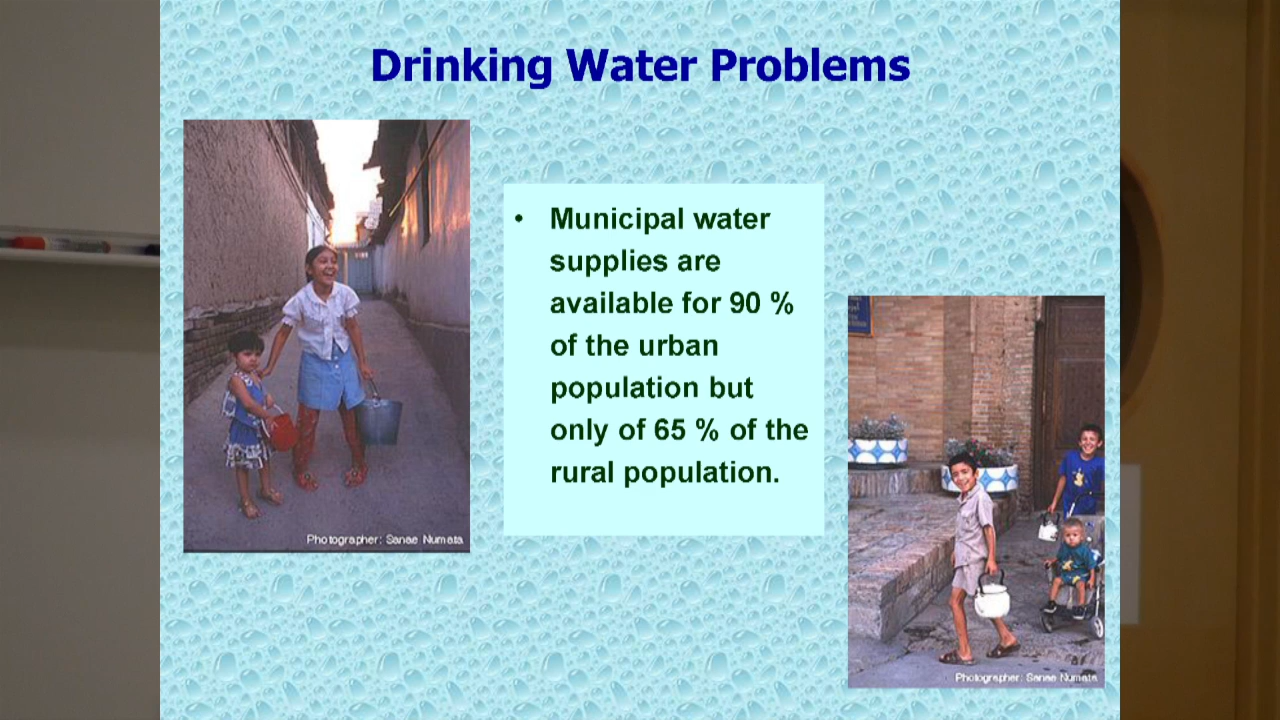 Drinking Water Problems
• Municipal water
supplies are
available for 90 %
of the urban
population but
only of 65 % of the
rural population.
Photographer: Sanae Numata
Photographer: Sanae Numata